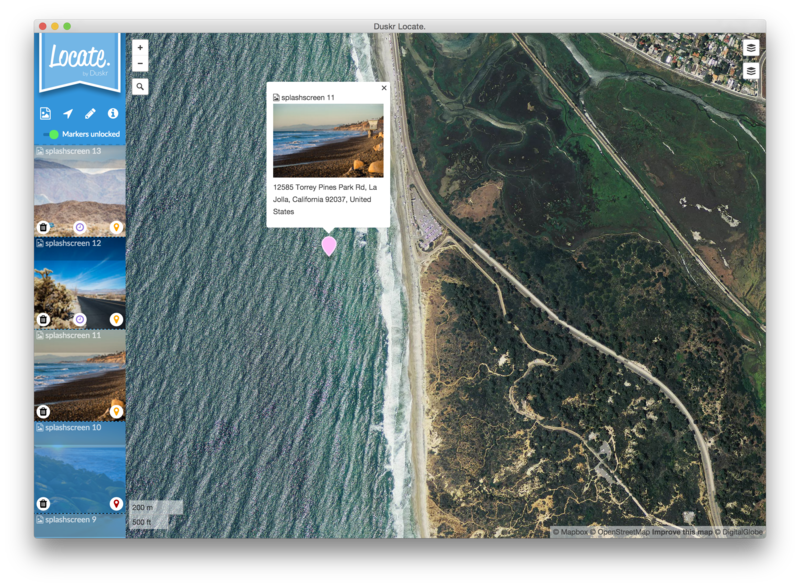 Duskr Locate.
Locate.
by Duskr
Markers unlocked
splashscreen 13
splashscreen 12
splashscreen 11
splashscreen 10
splashscreen 9
+
−
splashscreen 11
×
12585 Torrey Pines Park Rd, La
Jolla, California 92037, United
States
200 m
500 ft
© Mapbox © OpenStreetMap Improve this map © DigitalGlobe